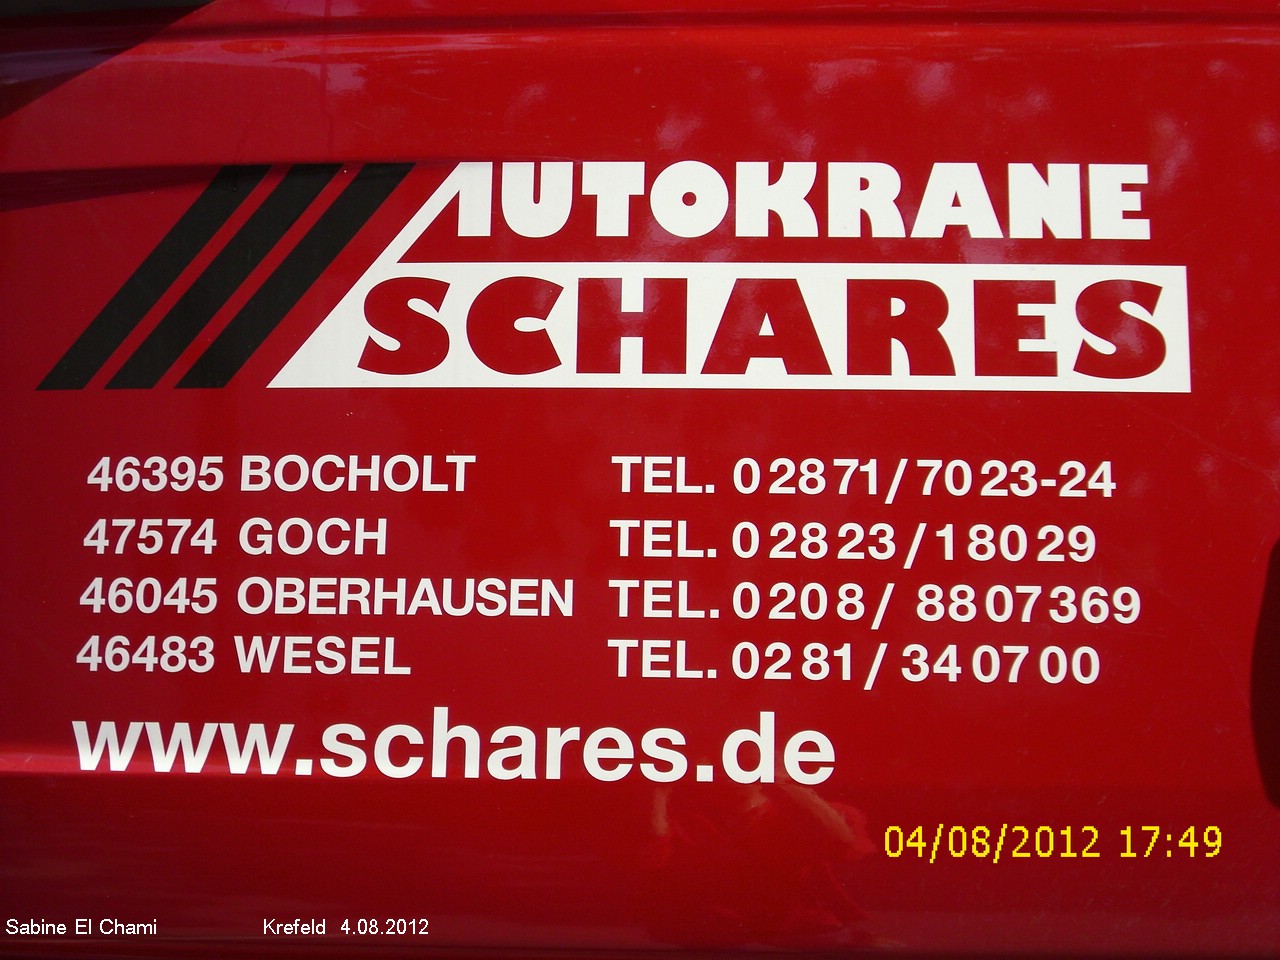 AUTOKRANE
SCHARES
46395 BOCHOLT TEL. 02871/7023-24
47574 GOCH TEL. 02823/18029
46045 OBERHAUSEN TEL. 0208/ 8807369
46483 WESEL TEL. 0281/340700
www.schares.de
04/08/2012 17:49
Sabine El Chami Krefeld 4.08.2012